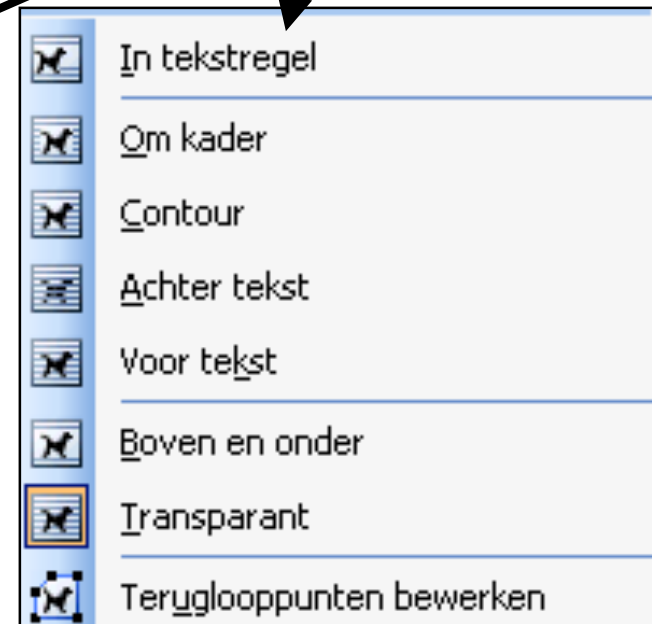 In tekstregel
Om kader
Contour
Achter tekst
Voor tekst
Boven en onder
Transparant
Teruglooppunten bewerken